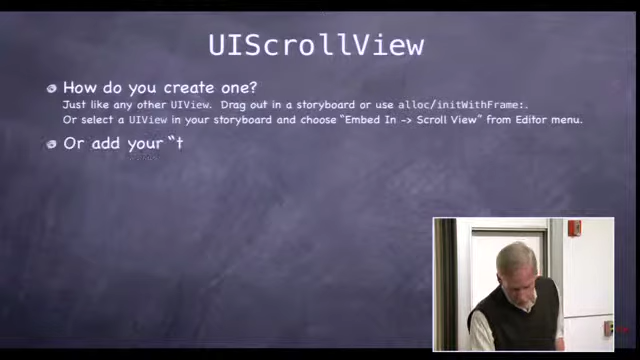 UIScrollView
How do you create one?
Just like any other UIView. Drag out in a storyboard or use alloc/initWithFrame:.
Or select a UIView in your storyboard and choose “Embed In -> Scroll View” from Editor menu.
Or add your “t